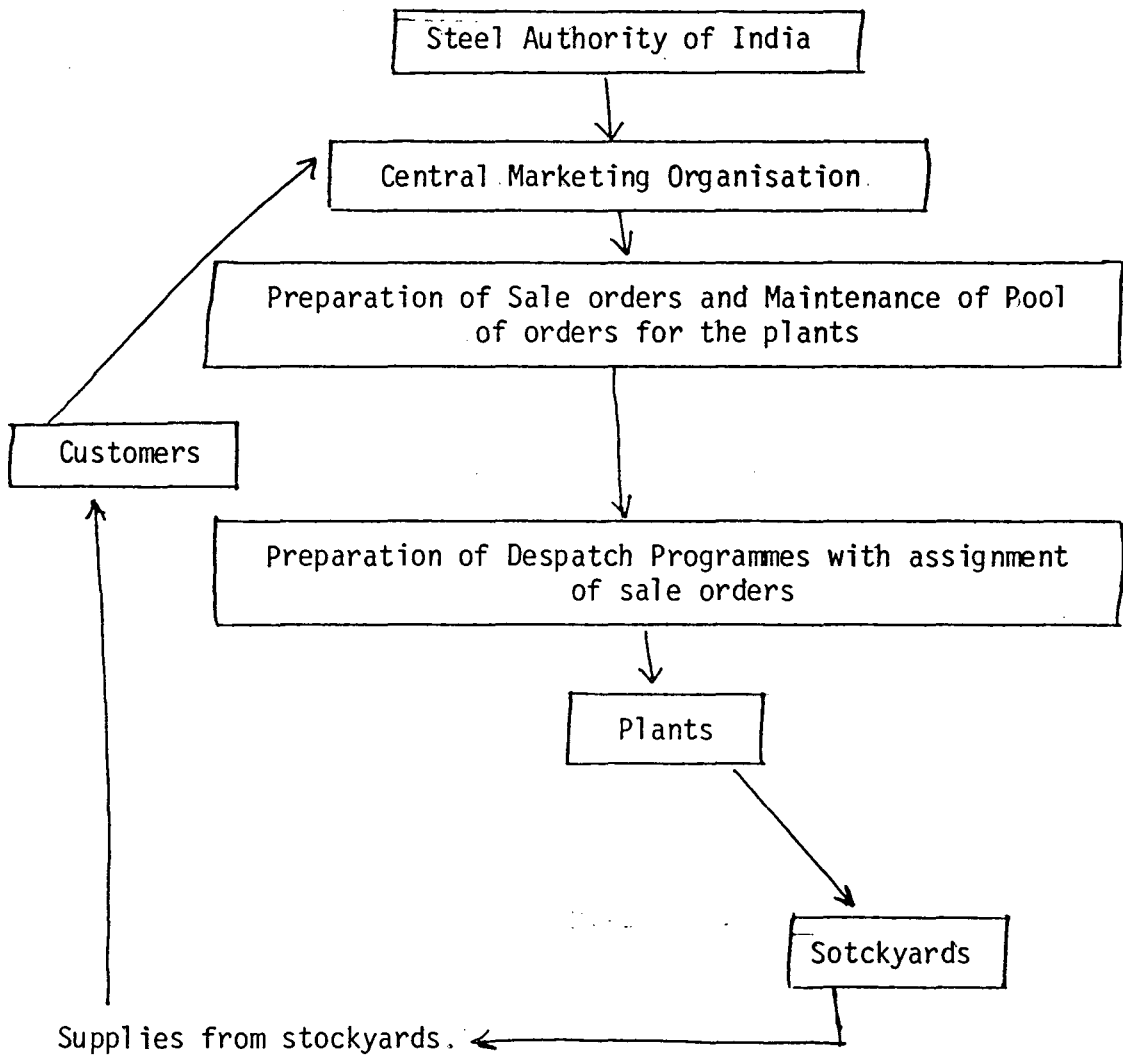 Steel Authority of India
Central Marketing Organisation
Preparation of Sale orders and Maintenance of Pool
of orders for the plants
Customers
Preparation of Despatch Programmes with assignment
of sale orders
Plants
Sotckyards
Supplies from stockyards.